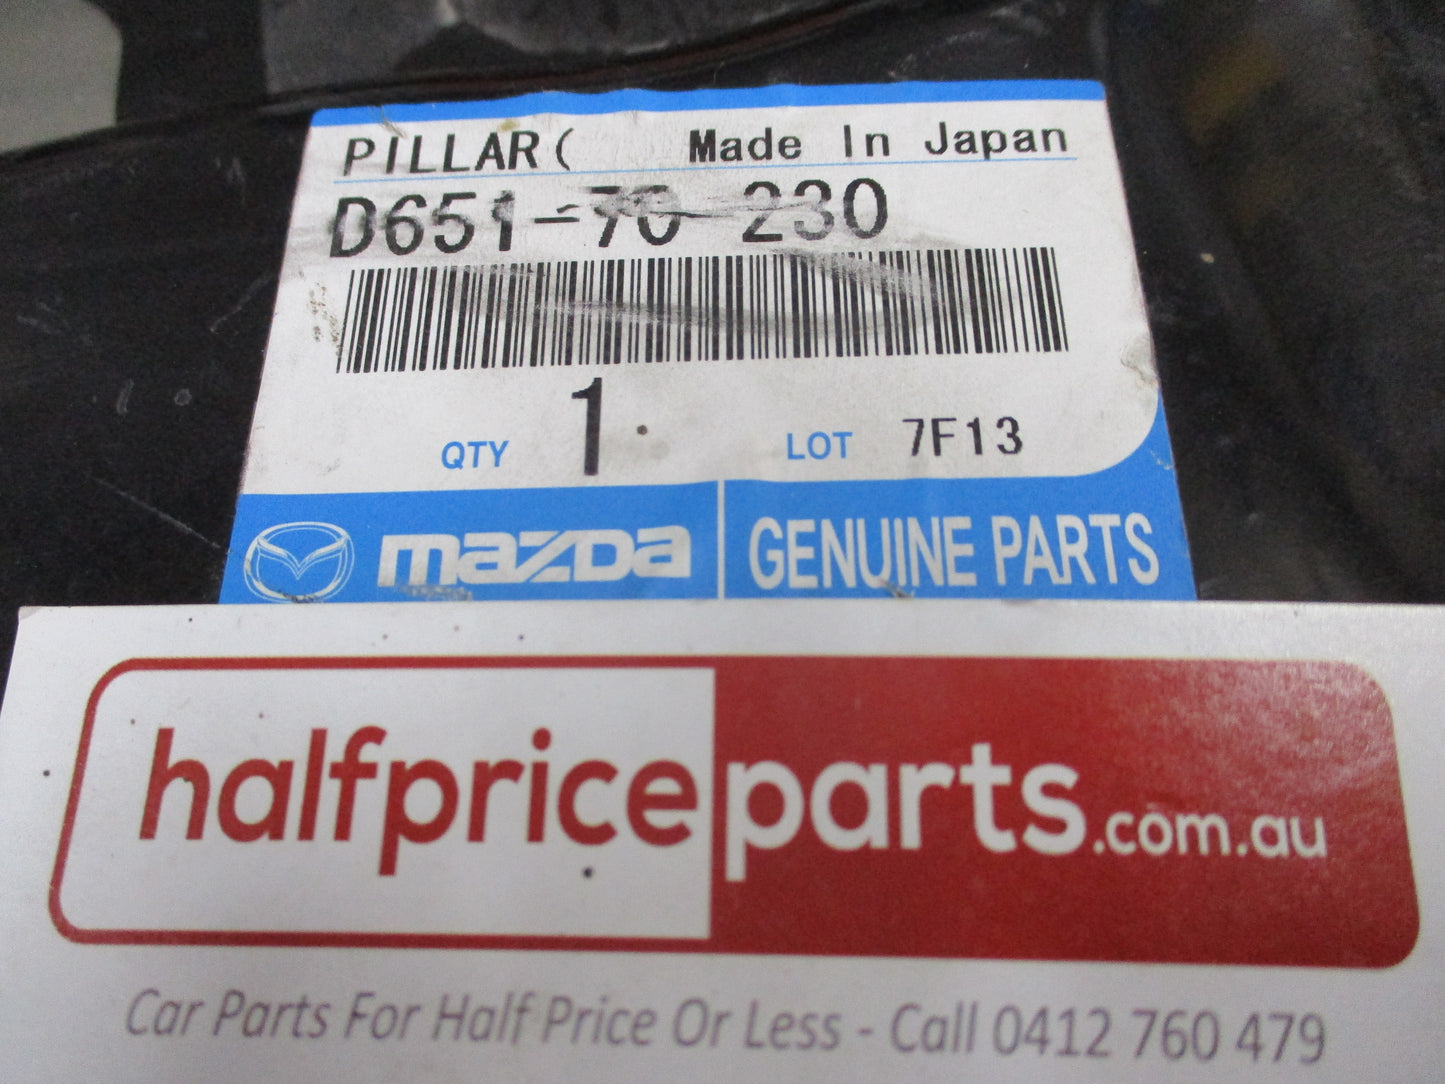 PILLAR( Made In Japan
D651-70-230
QTY 1 LOT 7F13
mazda GENUINE PARTS
halfpriceparts.com.au
Car Parts For Half Price Or Less - Call 0412 760 479